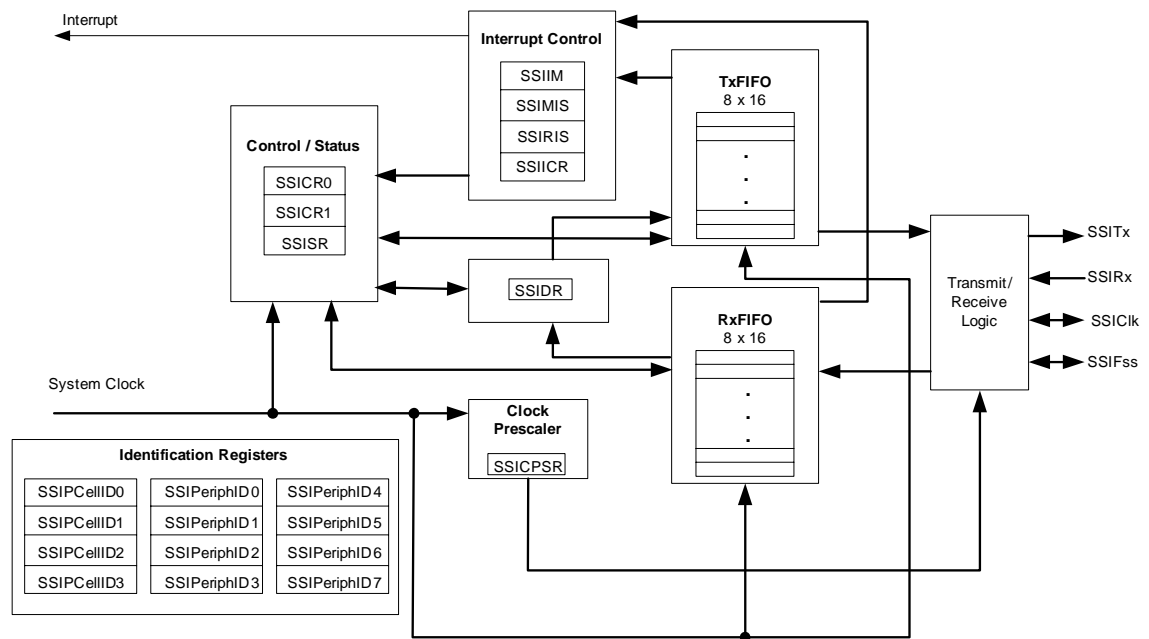 Interrupt
Interrupt Control
SSIIM
SSIMIS
SSIRIS
SSIICR
TxFIFO
8 x 16
.
.
.
Control / Status
SSICR0
SSICR1
SSISR
SSIDR
RxFIFO
8 x 16
.
.
.
Transmit/
Receive
Logic
SSITx
SSIRx
SSIClk
SSIFss
System Clock
Clock
Prescaler
SSICPSR
Identification Registers
SSIPCellID0
SSIPCellID1
SSIPCellID2
SSIPCellID3
SSIPeriphID0
SSIPeriphID1
SSIPeriphID2
SSIPeriphID3
SSIPeriphID4
SSIPeriphID5
SSIPeriphID6
SSIPeriphID7